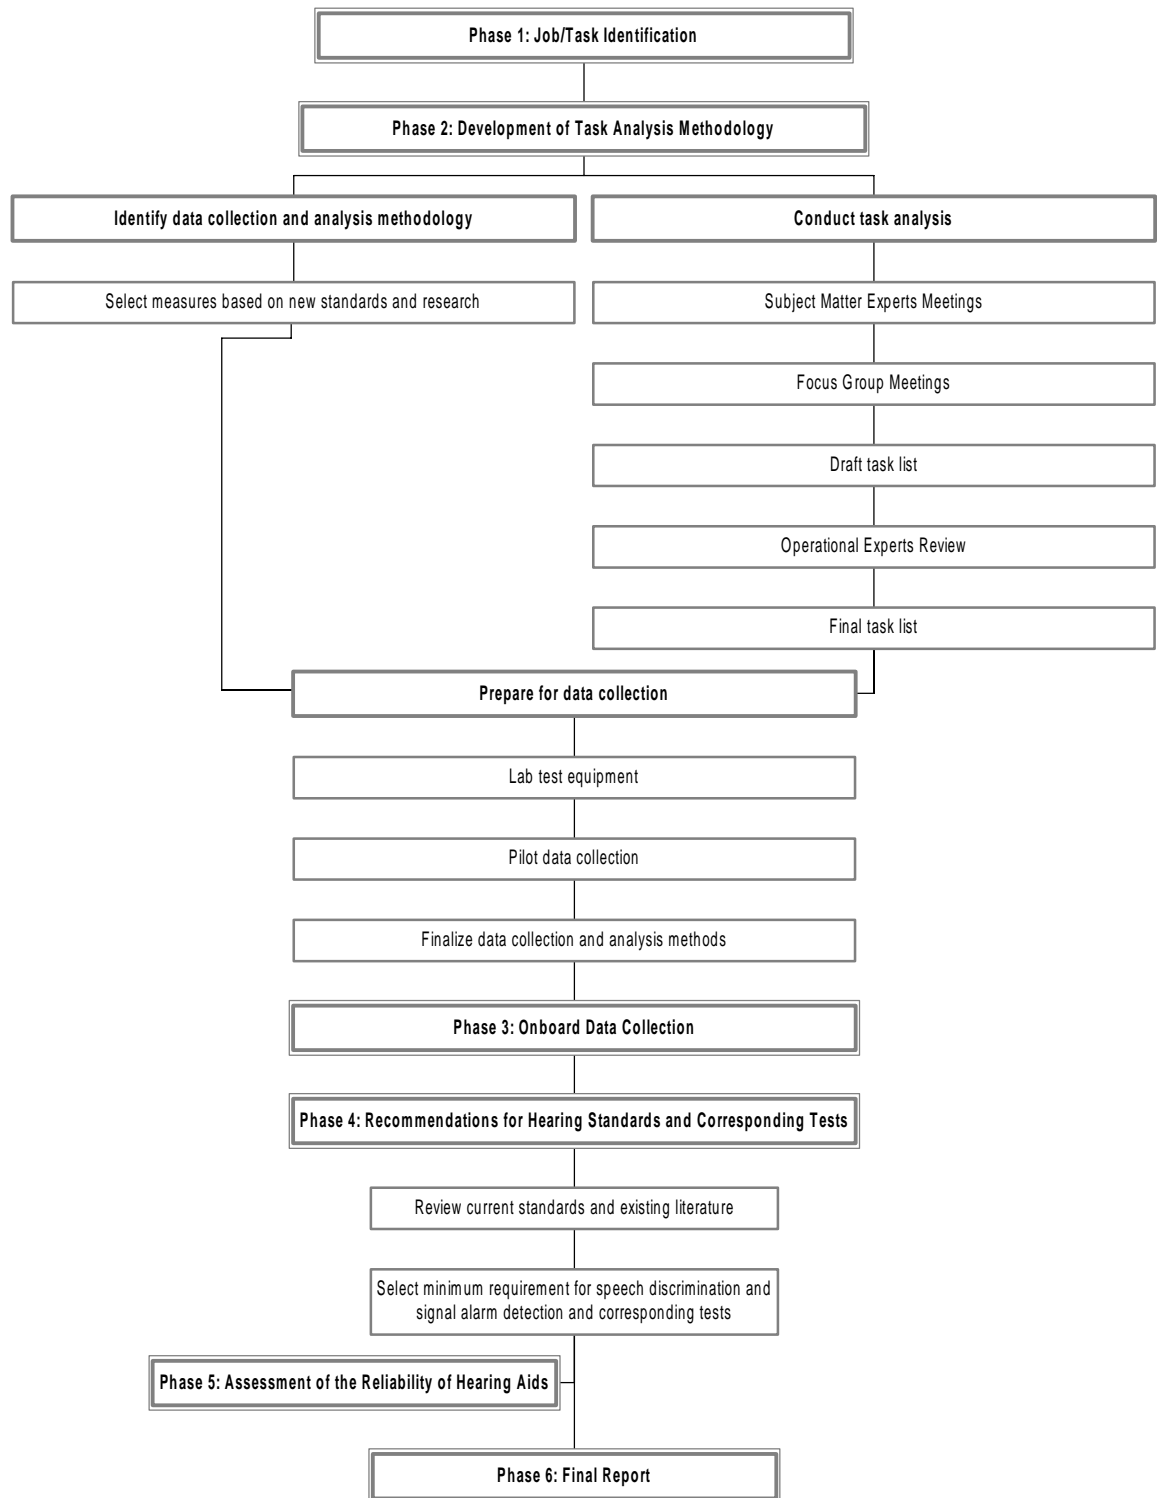 Phase 1: Job/Task Identification
Phase 2: Development of Task Analysis Methodology
Identify data collection and analysis methodology
Conduct task analysis
Select measures based on new standards and research
Subject Matter Experts Meetings
Focus Group Meetings
Draft task list
Operational Experts Review
Final task list
Prepare for data collection
Lab test equipment
Pilot data collection
Finalize data collection and analysis methods
Phase 3: Onboard Data Collection
Phase 4: Recommendations for Hearing Standards and Corresponding Tests
Review current standards and existing literature
Select minimum requirement for speech discrimination and
signal alarm detection and corresponding tests
Phase 5: Assessment of the Reliability of Hearing Aids
Phase 6: Final Report